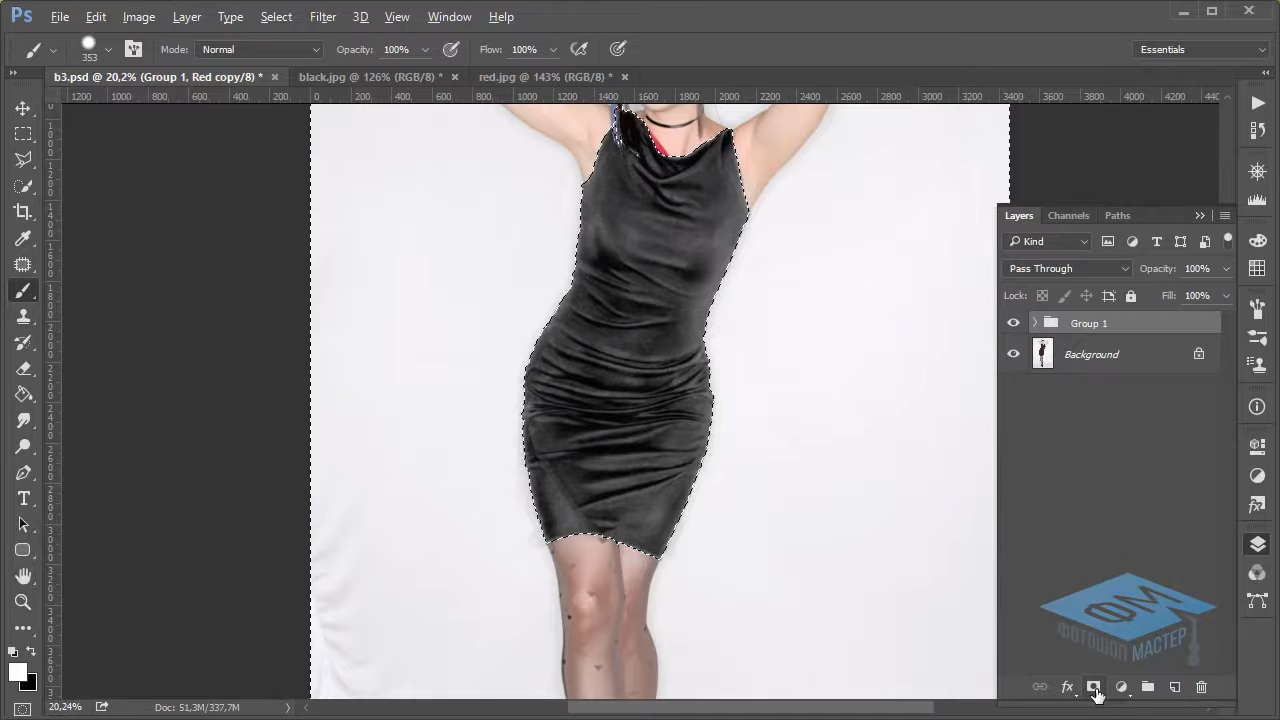 Ps File Edit Image Layer Type Select Filter 3D View Window Help
353 Mode: Normal Opacity: 100% Flow: 100% Essentials
b3.psd @ 20,2% (Group 1, Red copy/8) * × black.jpg @ 126% (RGB/8) * × red.jpg @ 143% (RGB/8) * ×
1200 1000 800 600 400 200 0 200 400 600 800 1000 1200 1400 1600 1800 2000 2200 2400 2600 2800 3000 3200 3400 3600 3800 4000 4200 440
Layers Channels Paths
Kind
Pass Through Opacity: 100%
Lock: Fill: 100%
Group 1
Background
ФМ
ФОТОШОП МАСТЕР
fx
20,24% Doc: 51,3M/337,7M